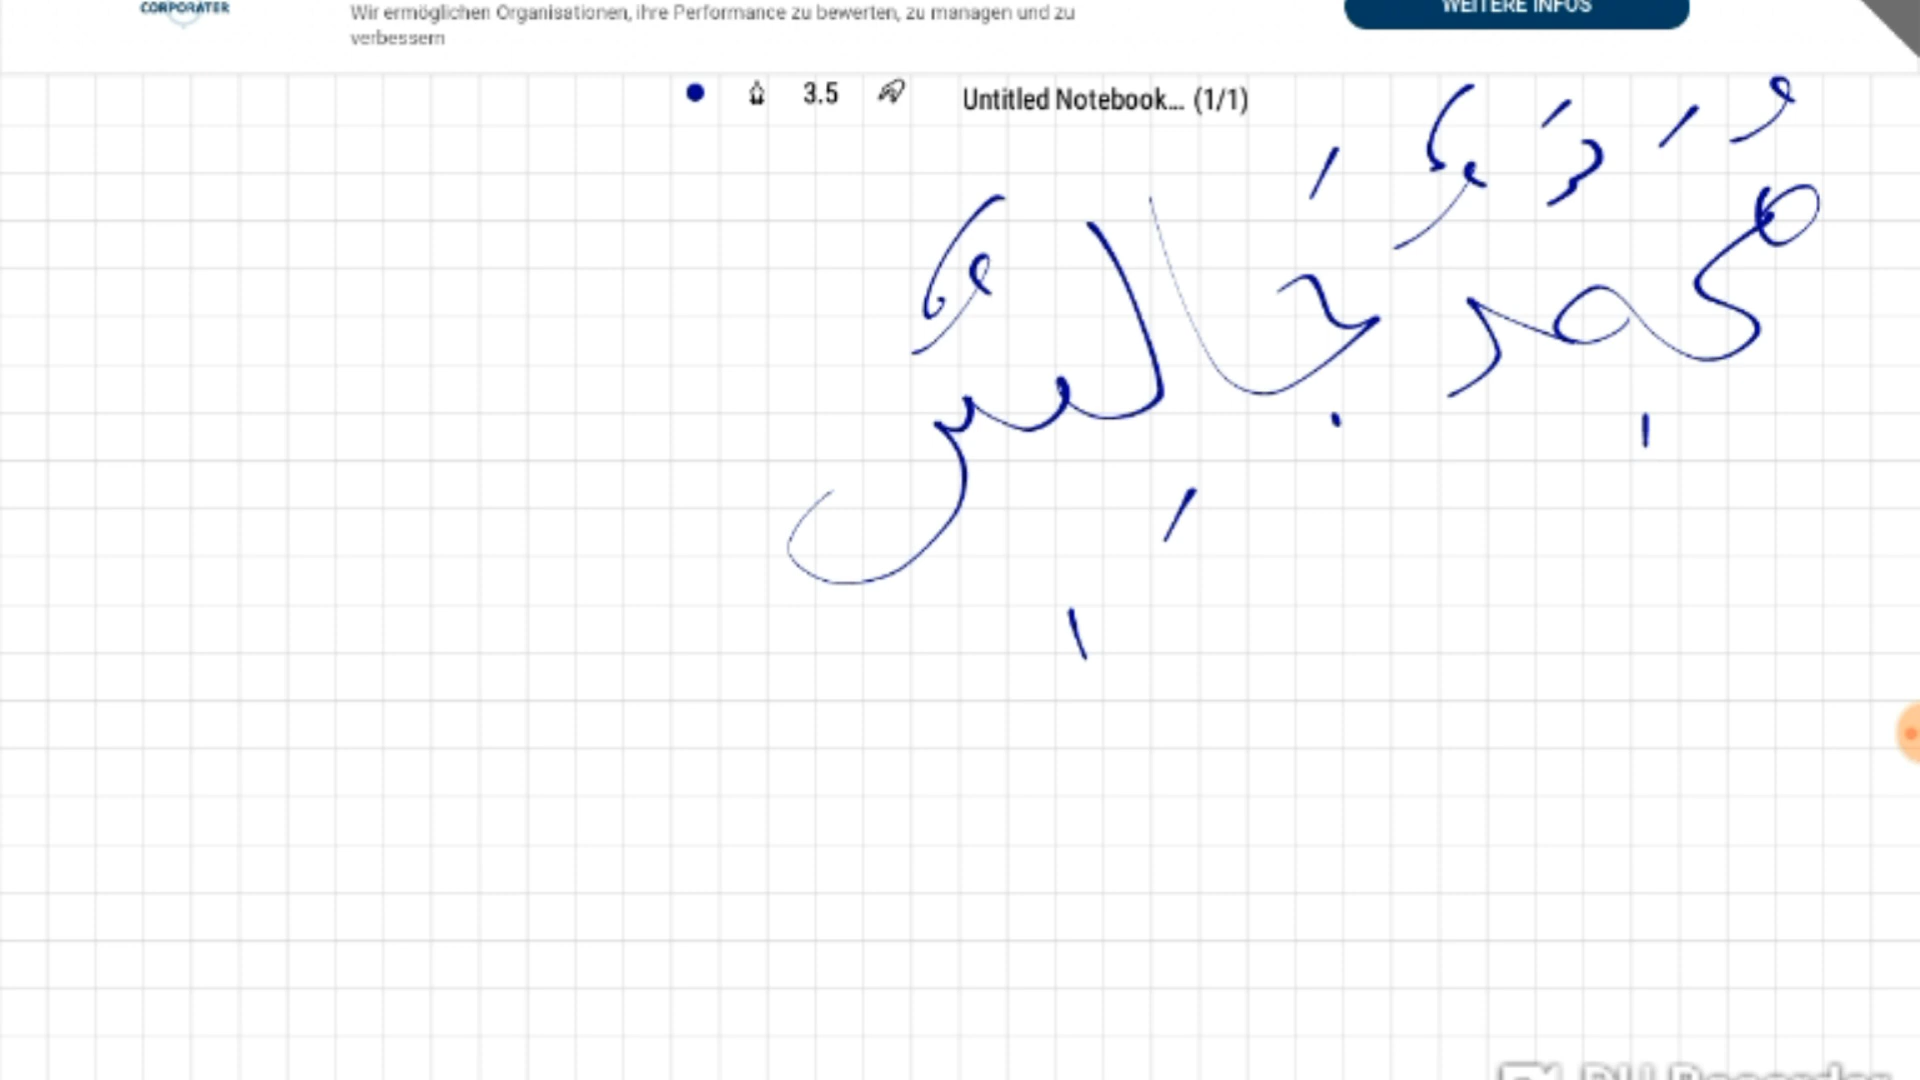 CORPORATER
Wir ermöglichen Organisationen, ihre Performance zu bewerten, zu managen und zu
verbessern
WEITERE INFOS
3.5 Untitled Notebook... (1/1)
مُحَمَّدٌ جَالِسٌ